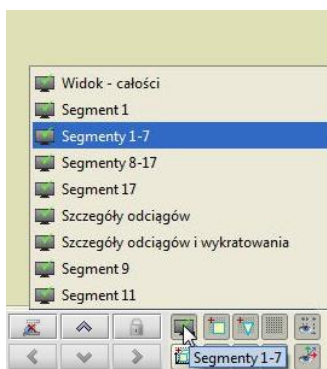 Widok - całości
Segment 1
Segmenty 1-7
Segmenty 8-17
Segment 17
Szczegóły odciągów
Szczegóły odciągów i wykratowania
Segment 9
Segment 11
Segmenty 1-7